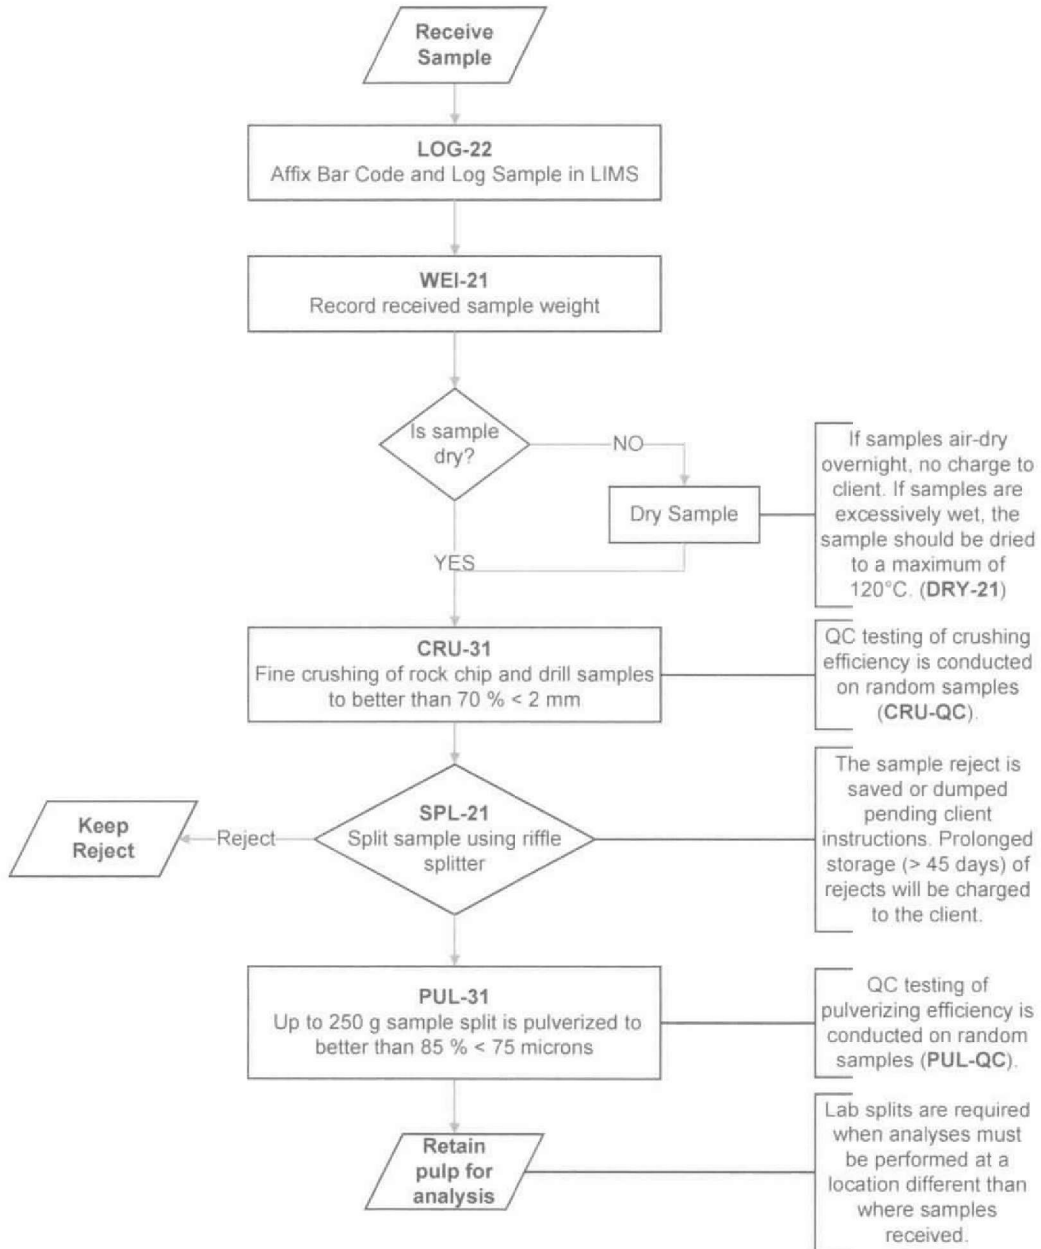 Receive
Sample
LOG-22
Affix Bar Code and Log Sample in LIMS
WEI-21
Record received sample weight
Is sample
dry?
NO
Dry Sample
If samples air-dry
overnight, no charge to
client. If samples are
excessively wet, the
sample should be dried
to a maximum of
120°C. (DRY-21)
YES
CRU-31
Fine crushing of rock chip and drill samples
to better than 70 % < 2 mm
QC testing of crushing
efficiency is conducted
on random samples
(CRU-QC).
SPL-21
Split sample using riffle
splitter
Reject
Keep
Reject
The sample reject is
saved or dumped
pending client
instructions. Prolonged
storage (> 45 days) of
rejects will be charged
to the client.
PUL-31
Up to 250 g sample split is pulverized to
better than 85 % < 75 microns
QC testing of
pulverizing efficiency is
conducted on random
samples (PUL-QC).
Retain
pulp for
analysis
Lab splits are required
when analyses must
be performed at a
location different than
where samples
received.